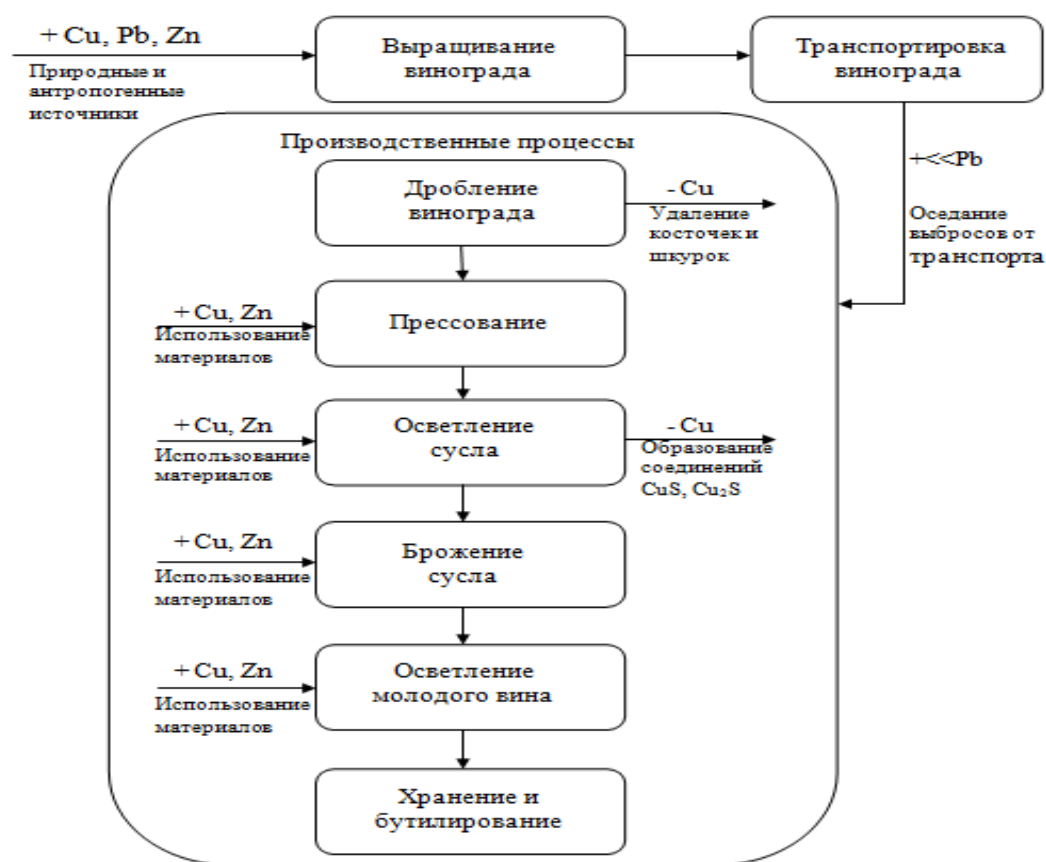 + Cu, Pb, Zn
Природные и
антропогенные
источники
Выращивание
винограда
Транспортировка
винограда
+<<Pb
Оседание
выбросов от
транспорта
Производственные процессы
Дробление
винограда
- Cu
Удаление
косточек и
шкурок
+ Cu, Zn
Использование
материалов
Прессование
+ Cu, Zn
Использование
материалов
Осветление
сусла
- Cu
Образование
соединений
CuS, Cu₂S
+ Cu, Zn
Использование
материалов
Брожение
сусла
+ Cu, Zn
Использование
материалов
Осветление
молодого вина
Хранение и
бутилирование